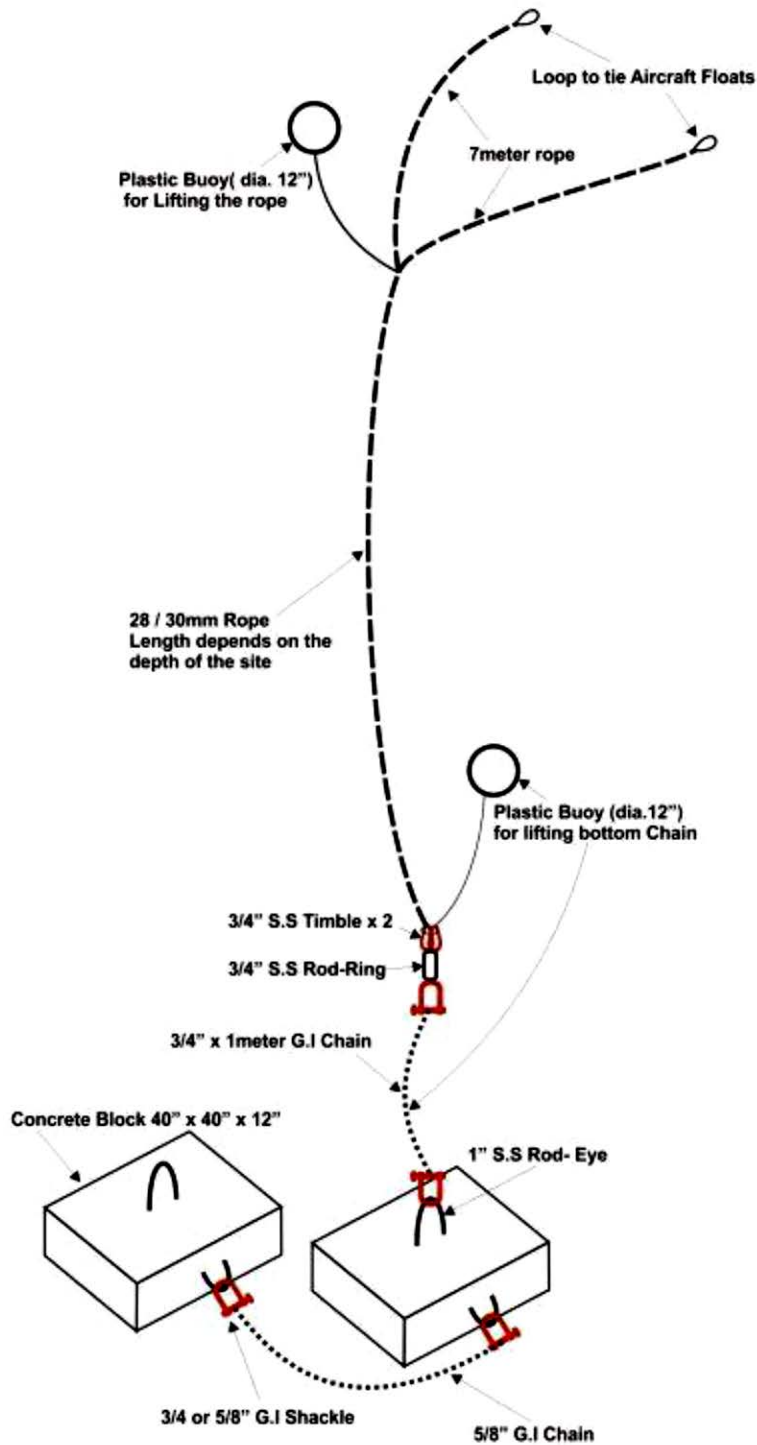 Loop to tie Aircraft Floats
7meter rope
Plastic Buoy( dia. 12”)
for Lifting the rope
28 / 30mm Rope
Length depends on the
depth of the site
Plastic Buoy (dia.12”)
for lifting bottom Chain
3/4” S.S Timble x 2
3/4” S.S Rod-Ring
3/4” x 1meter G.I Chain
Concrete Block 40” x 40” x 12”
1” S.S Rod- Eye
3/4 or 5/8” G.I Shackle
5/8” G.I Chain